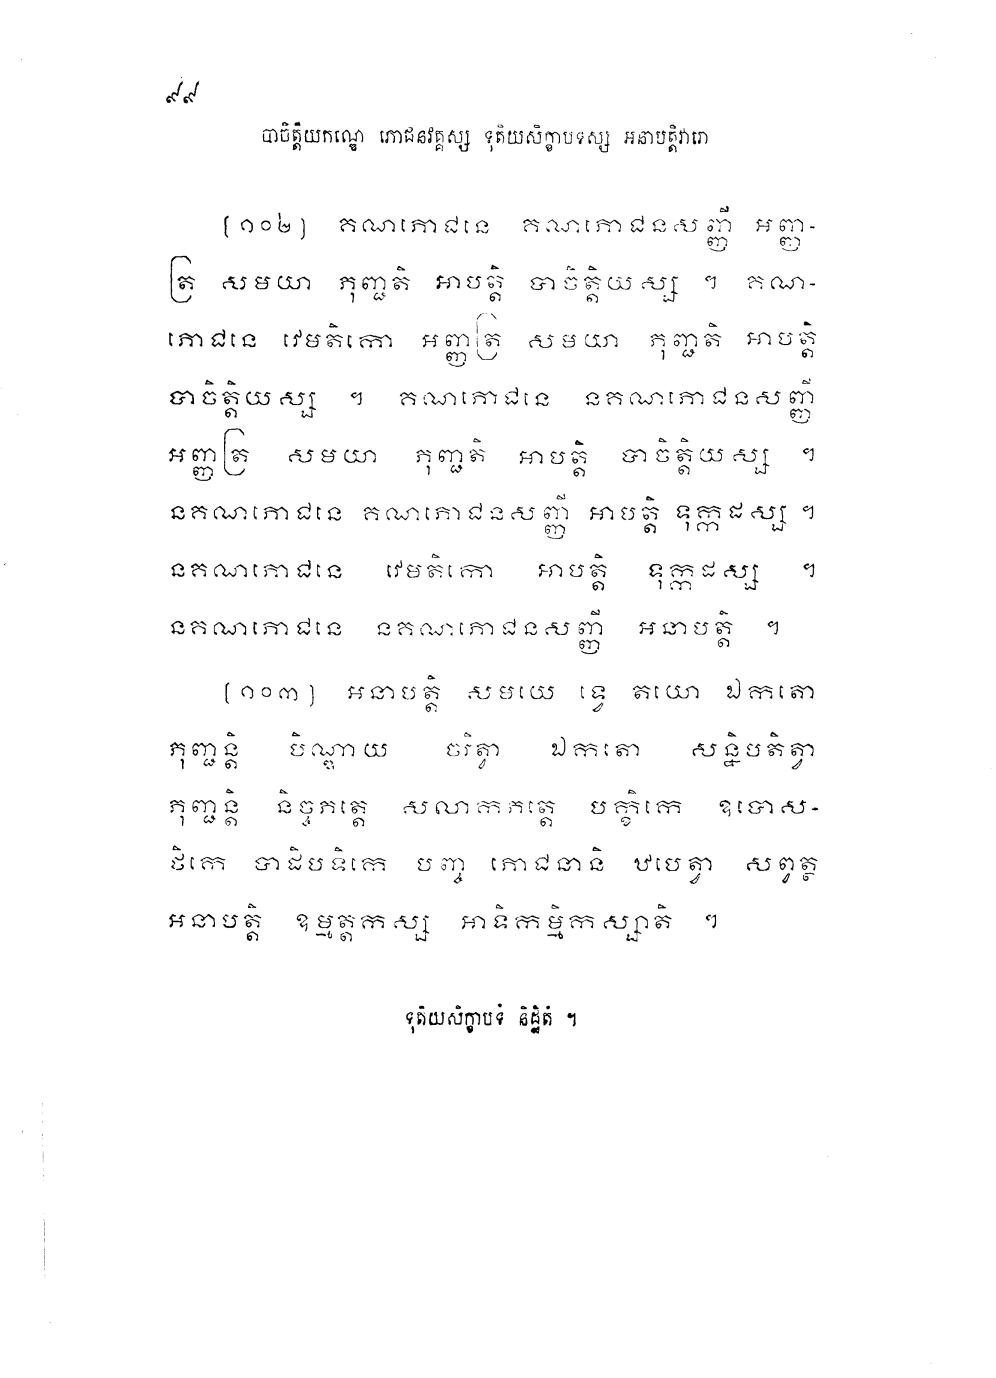 ៩៩
បាចិត្តិយកណ្ឌេ ភោជនវគ្គស្ស ទុតិយសិក្ខាបទស្ស អនាបត្តិវារោ
[១០២] គណភោជនេ គណភោជនសញ្ញី អញ្ញ-
ត្រ សមយា ភុញ្ជតិ អាបត្តិ បាចិត្តិយស្ស ។ គណ-
ភោជនេ វេមតិកោ អញ្ញត្រ សមយា ភុញ្ជតិ អាបត្តិ
បាចិត្តិយស្ស ។ គណភោជនេ នគណភោជនសញ្ញី
អញ្ញត្រ សមយា ភុញ្ជតិ អាបត្តិ បាចិត្តិយស្ស ។
នគណភោជនេ គណភោជនសញ្ញី អាបត្តិ ទុក្កដស្ស ។
នគណភោជនេ វេមតិកោ អាបត្តិ ទុក្កដស្ស ។
នគណភោជនេ នគណភោជនសញ្ញី អនាបត្តិ ។
[១០៣] អនាបត្តិ សមយេ ទ្វេ តយោ ឯកតោ
ភុញ្ជន្តិ បិណ្ឌាយ ចរិត្វា ឯកតោ សន្និបតិត្វា
ភុញ្ជន្តិ និច្ចភត្តេ សលាកភត្តេ បក្ខិកេ ឧបោស-
ថិកេ បាដិបទិកេ បញ្ច ភោជនានិ ឋបេត្វា សព្វត្ថ
អនាបត្តិ ឧម្មត្តកស្ស អាទិកម្មិកស្សាតិ ។
ទុតិយសិក្ខាបទំ និដ្ឋិតំ ។